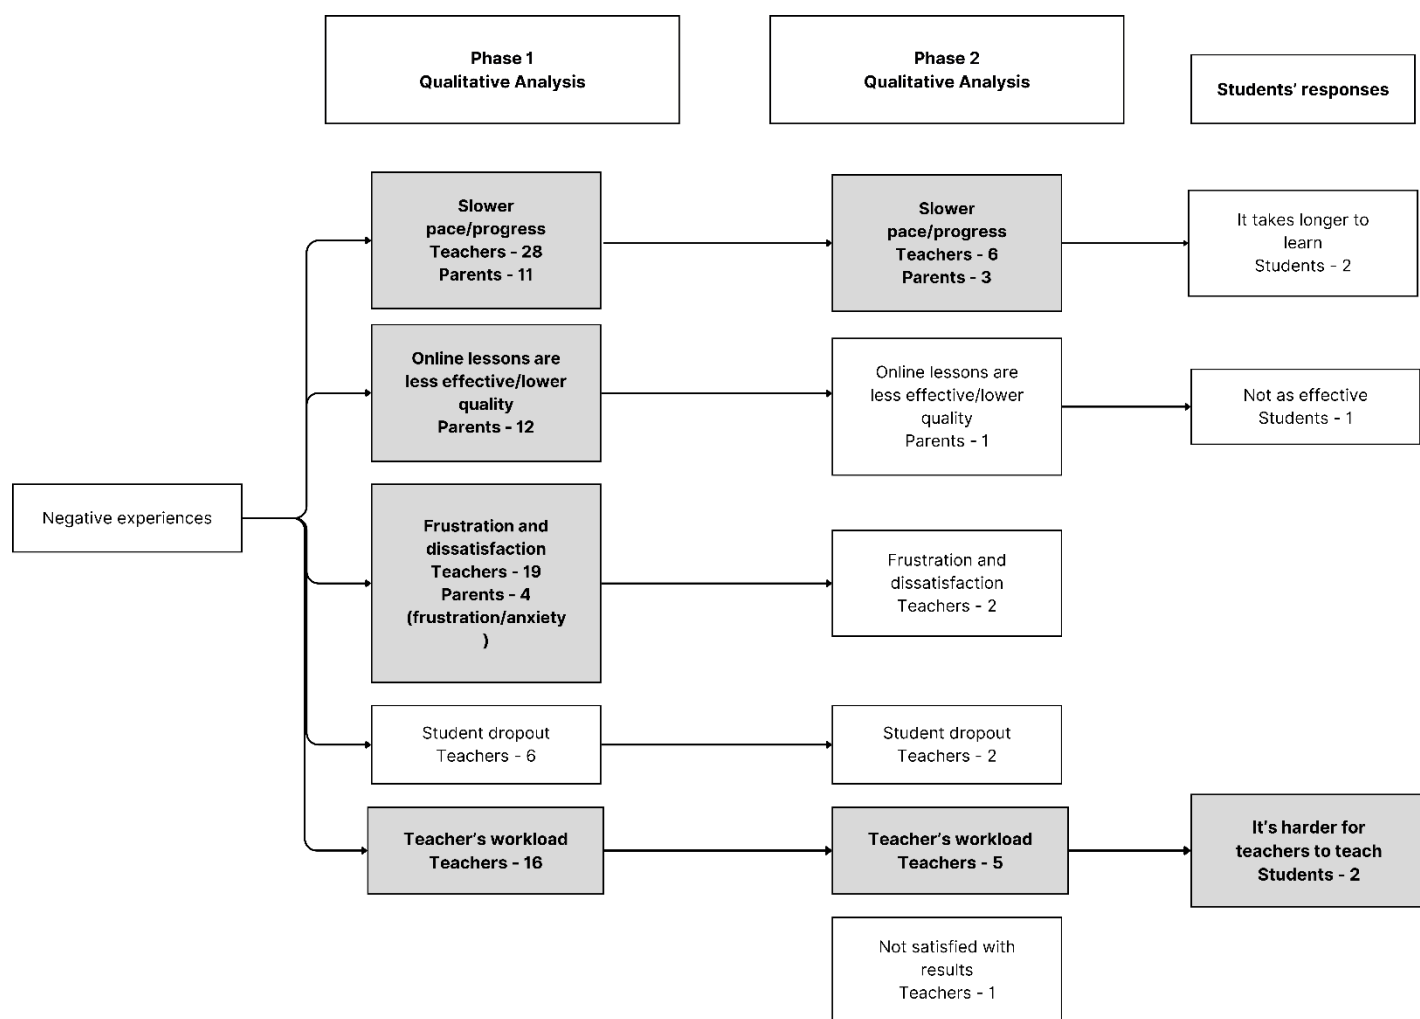 Phase 1
Qualitative Analysis
Phase 2
Qualitative Analysis
Students’ responses
Slower
pace/progress
Teachers - 28
Parents - 11
Slower
pace/progress
Teachers - 6
Parents - 3
It takes longer to
learn
Students - 2
Online lessons are
less effective/lower
quality
Parents - 12
Online lessons are
less effective/lower
quality
Parents - 1
Not as effective
Students - 1
Negative experiences
Frustration and
dissatisfaction
Teachers - 19
Parents - 4
(frustration/anxiety
)
Frustration and
dissatisfaction
Teachers - 2
Student dropout
Teachers - 6
Student dropout
Teachers - 2
Teacher’s workload
Teachers - 16
Teacher’s workload
Teachers - 5
It’s harder for
teachers to teach
Students - 2
Not satisfied with
results
Teachers - 1